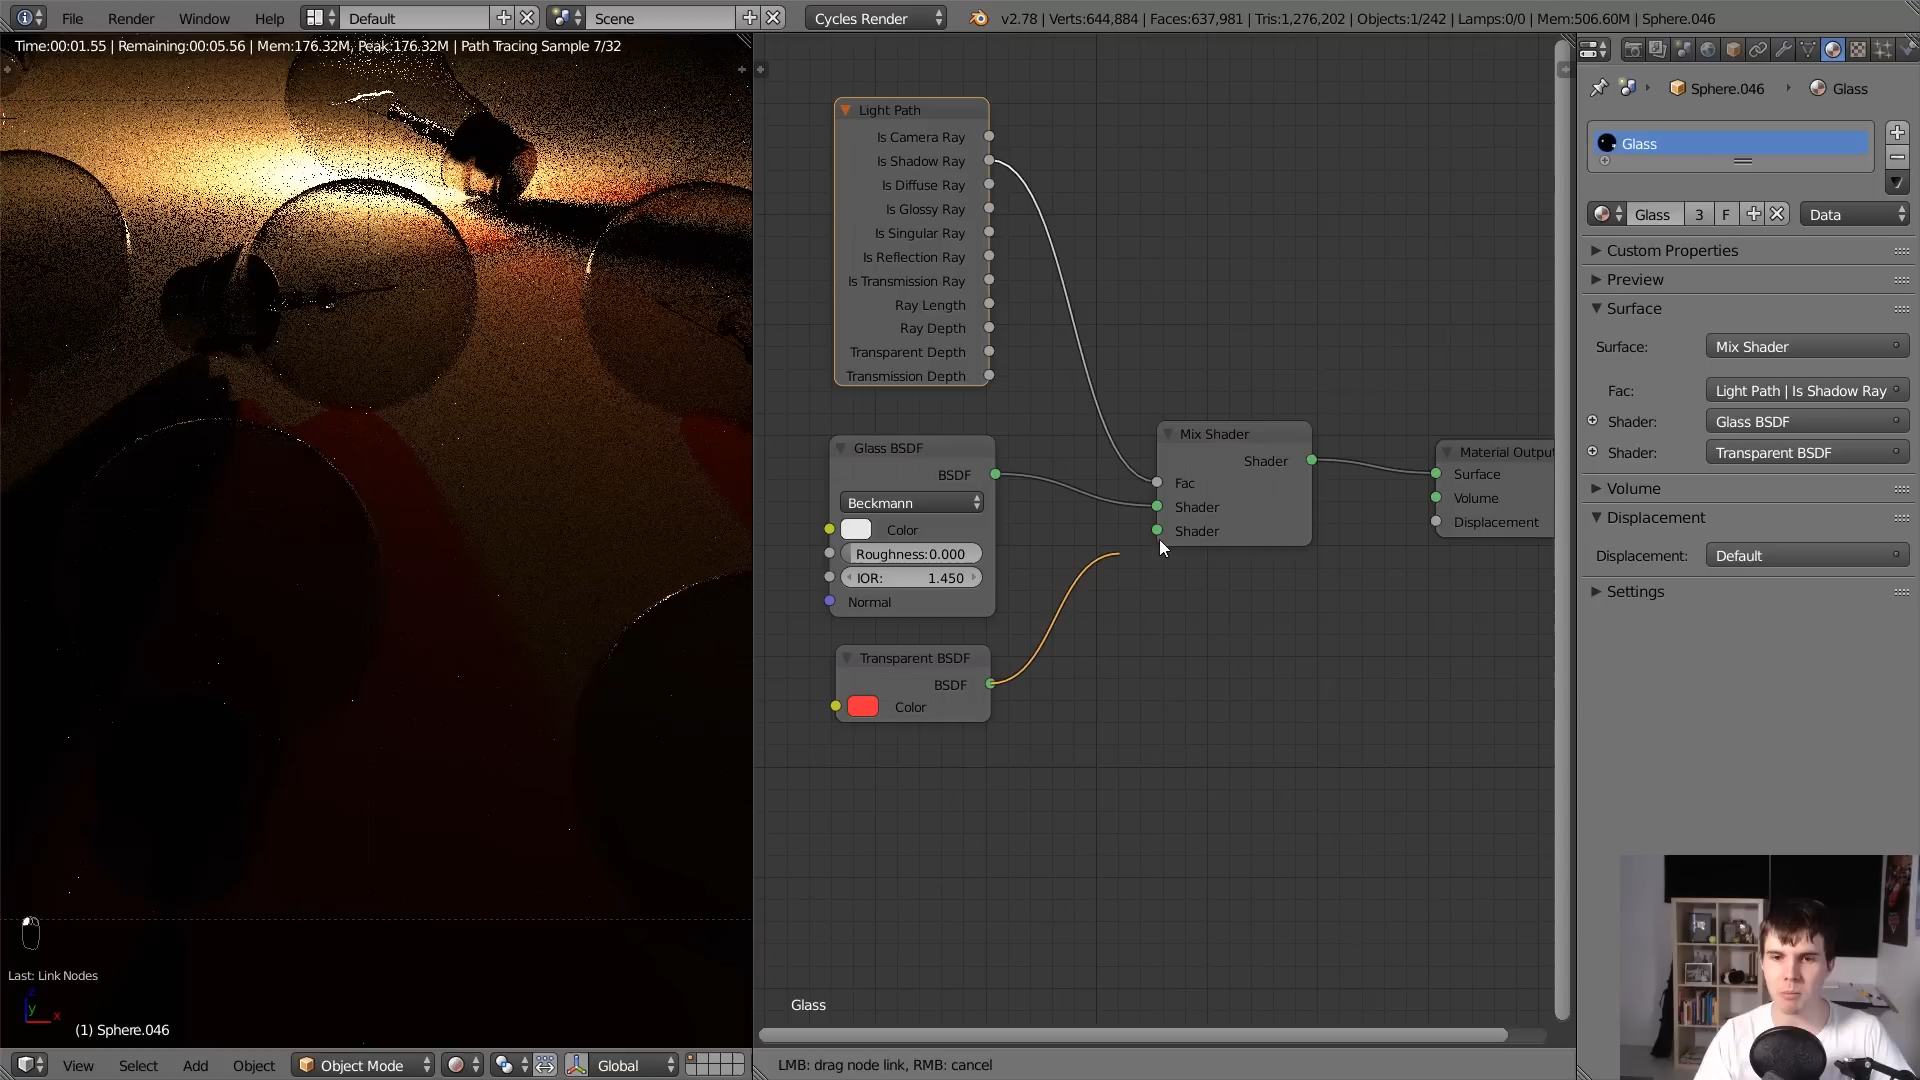 File Render Window Help Default Scene Cycles Render v2.78 | Verts:644,884 | Faces:637,981 | Tris:1,276,202 | Objects:1/242 | Lamps:0/0 | Mem:506.60M | Sphere.046
Time:00:01.55 | Remaining:00:05.56 | Mem:176.32M, Peak:176.32M | Path Tracing Sample 7/32
Light Path
Is Camera Ray
Is Shadow Ray
Is Diffuse Ray
Is Glossy Ray
Is Singular Ray
Is Reflection Ray
Is Transmission Ray
Ray Length
Ray Depth
Transparent Depth
Transmission Depth
Glass BSDF
BSDF
Beckmann
Color
Roughness:0.000
IOR: 1.450
Normal
Transparent BSDF
BSDF
Color
Mix Shader
Shader
Fac
Shader
Shader
Material Outpu
Surface
Volume
Displacement
Glass
Sphere.046 Glass
Glass
Glass 3 F Data
Custom Properties
Preview
Surface
Surface: Mix Shader
Fac: Light Path | Is Shadow Ray
Shader: Glass BSDF
Shader: Transparent BSDF
Volume
Displacement
Displacement: Default
Settings
Last: Link Nodes
z
y
x
(1) Sphere.046
View Select Add Object Object Mode Global
LMB: drag node link, RMB: cancel